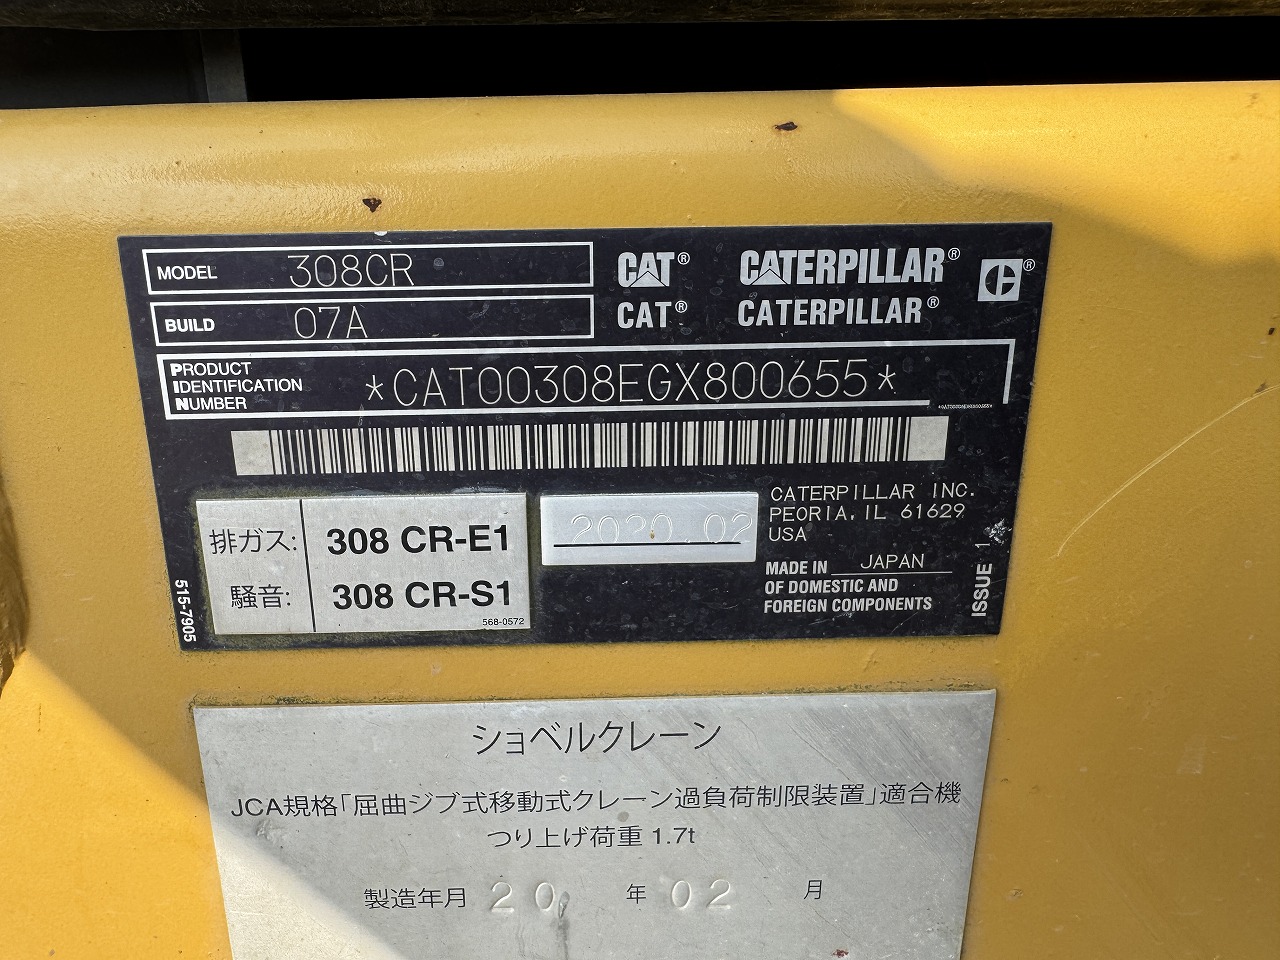 MODEL 308CR
BUILD 07A
CAT® CATERPILLAR® C®
CAT® CATERPILLAR®
PRODUCT
IDENTIFICATION
NUMBER
*CAT00308EGX800655*
*CAT00308EGX800655*
排ガス: 308 CR-E1
騒音: 308 CR-S1
568-0572
515-7905
2020.02
CATERPILLAR INC.
PEORIA, IL 61629
USA
MADE IN JAPAN
OF DOMESTIC AND
FOREIGN COMPONENTS
ISSUE 1
ショベルクレーン
JCA規格「屈曲ジブ式移動式クレーン過負荷制限装置」適合機
つり上げ荷重 1.7t
製造年月 20 年 02 月